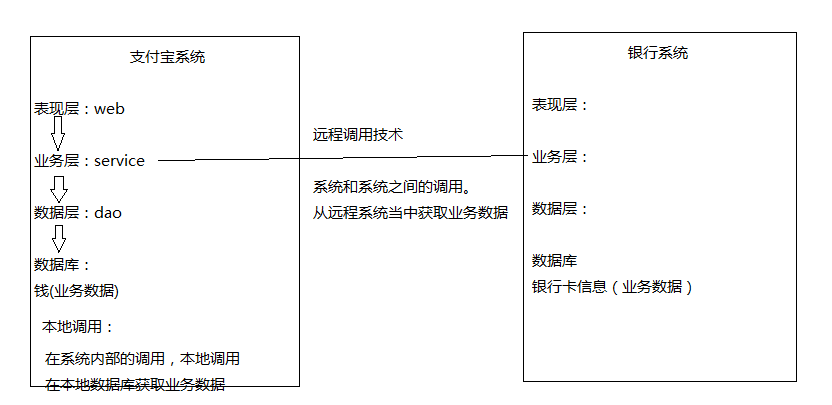 支付宝系统
表现层：web
业务层：service
数据层：dao
数据库：
钱(业务数据)
本地调用：
在系统内部的调用，本地调用
在本地数据库获取业务数据
远程调用技术
系统和系统之间的调用。
从远程系统当中获取业务数据
银行系统
表现层：
业务层：
数据层：
数据库
银行卡信息（业务数据）